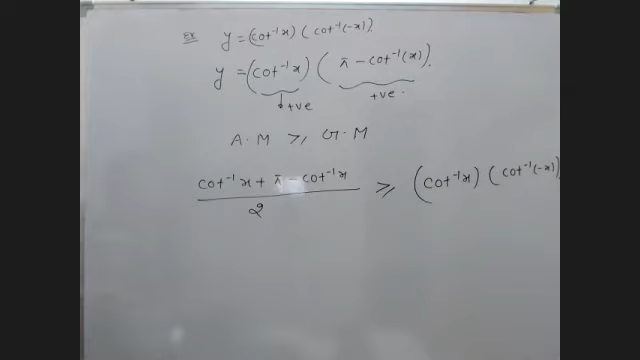 Ex y = (cot⁻¹x) (cot⁻¹(-x)).
y = (cot⁻¹x) (π - cot⁻¹(x)).
+ve +ve.
A.M ≥ G.M
(cot⁻¹x + π - cot⁻¹x)/2 ≥ (cot⁻¹x) (cot⁻¹(-x))